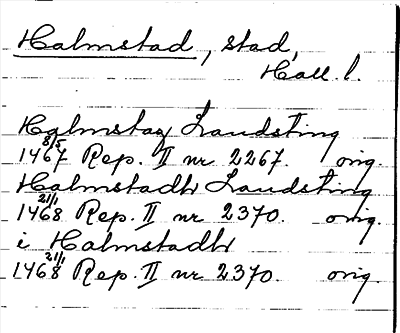 Halmstad, stad,
Hall. l.
Halmstag Landsting
1467 8/5 Rep. II nr 2267. orig.
Halmstadh Landsting
1468 21/1 Rep. II nr 2370. orig.
i Halmstadh
1468 21/1 Rep. II nr 2370. orig.